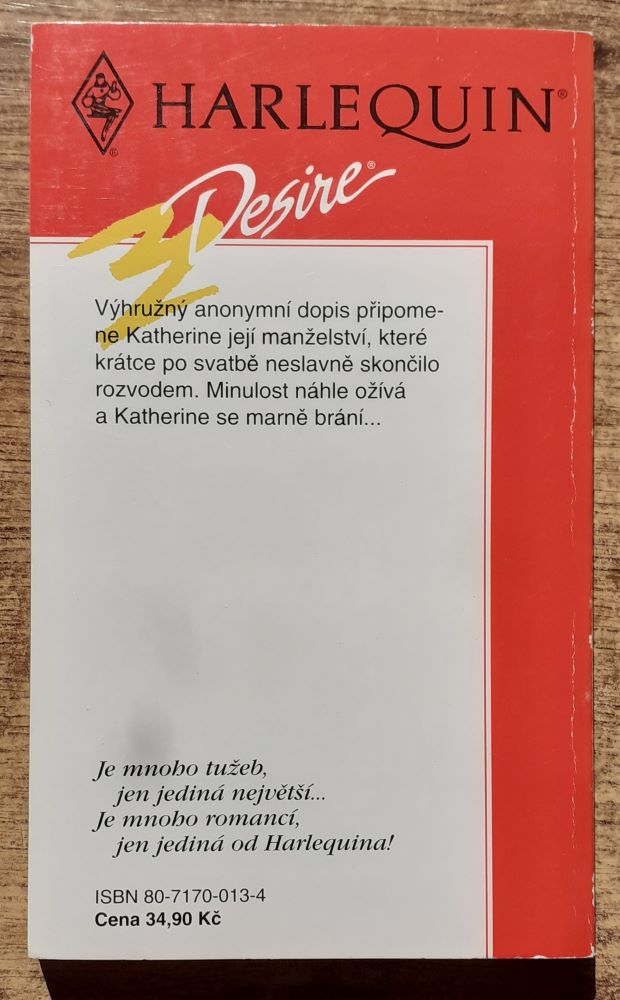 HARLEQUIN®
®
Desire®
Výhružný anonymní dopis připome-
ne Katherine její manželství, které
krátce po svatbě neslavně skončilo
rozvodem. Minulost náhle ožívá
a Katherine se marně brání...
Je mnoho tužeb,
jen jediná největší...
Je mnoho romancí,
jen jediná od Harlequina!
ISBN 80-7170-013-4
Cena 34,90 Kč